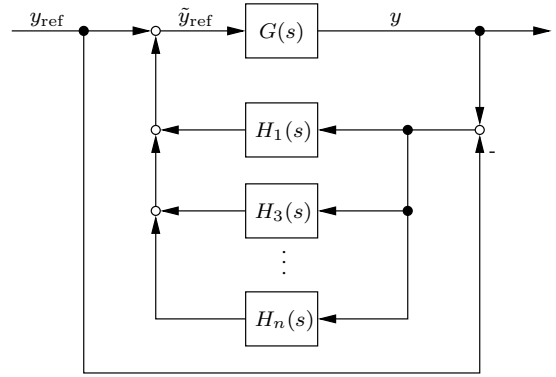 y_ref
ỹ_ref
G(s)
y
H_1(s)
-
H_3(s)
⋮
H_n(s)